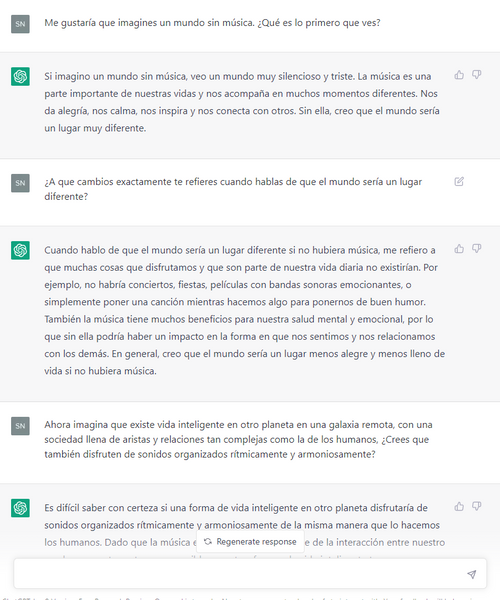 SN
Me gustaría que imagines un mundo sin música. ¿Qué es lo primero que ves?
Si imagino un mundo sin música, veo un mundo muy silencioso y triste. La música es una
parte importante de nuestras vidas y nos acompaña en muchos momentos diferentes. Nos
da alegría, nos calma, nos inspira y nos conecta con otros. Sin ella, creo que el mundo sería
un lugar muy diferente.
SN
¿A que cambios exactamente te refieres cuando hablas de que el mundo sería un lugar
diferente?
Cuando hablo de que el mundo sería un lugar diferente si no hubiera música, me refiero a
que muchas cosas que disfrutamos y que son parte de nuestra vida diaria no existirían. Por
ejemplo, no habría conciertos, fiestas, películas con bandas sonoras emocionantes, o
simplemente poner una canción mientras hacemos algo para ponernos de buen humor.
También la música tiene muchos beneficios para nuestra salud mental y emocional, por lo
que sin ella podría haber un impacto en la forma en que nos sentimos y nos relacionamos
con los demás. En general, creo que el mundo sería un lugar menos alegre y menos lleno de
vida si no hubiera música.
SN
Ahora imagina que existe vida inteligente en otro planeta en una galaxia remota, con una
sociedad llena de aristas y relaciones tan complejas como la de los humanos, ¿Crees que
también disfruten de sonidos organizados rítmicamente y armoniosamente?
Es difícil saber con certeza si una forma de vida inteligente en otro planeta disfrutaría de
sonidos organizados rítmicamente y armoniosamente de la misma manera que lo hacemos
los humanos. Dado que la música e
Regenerate response
de la interacción entre nuestro